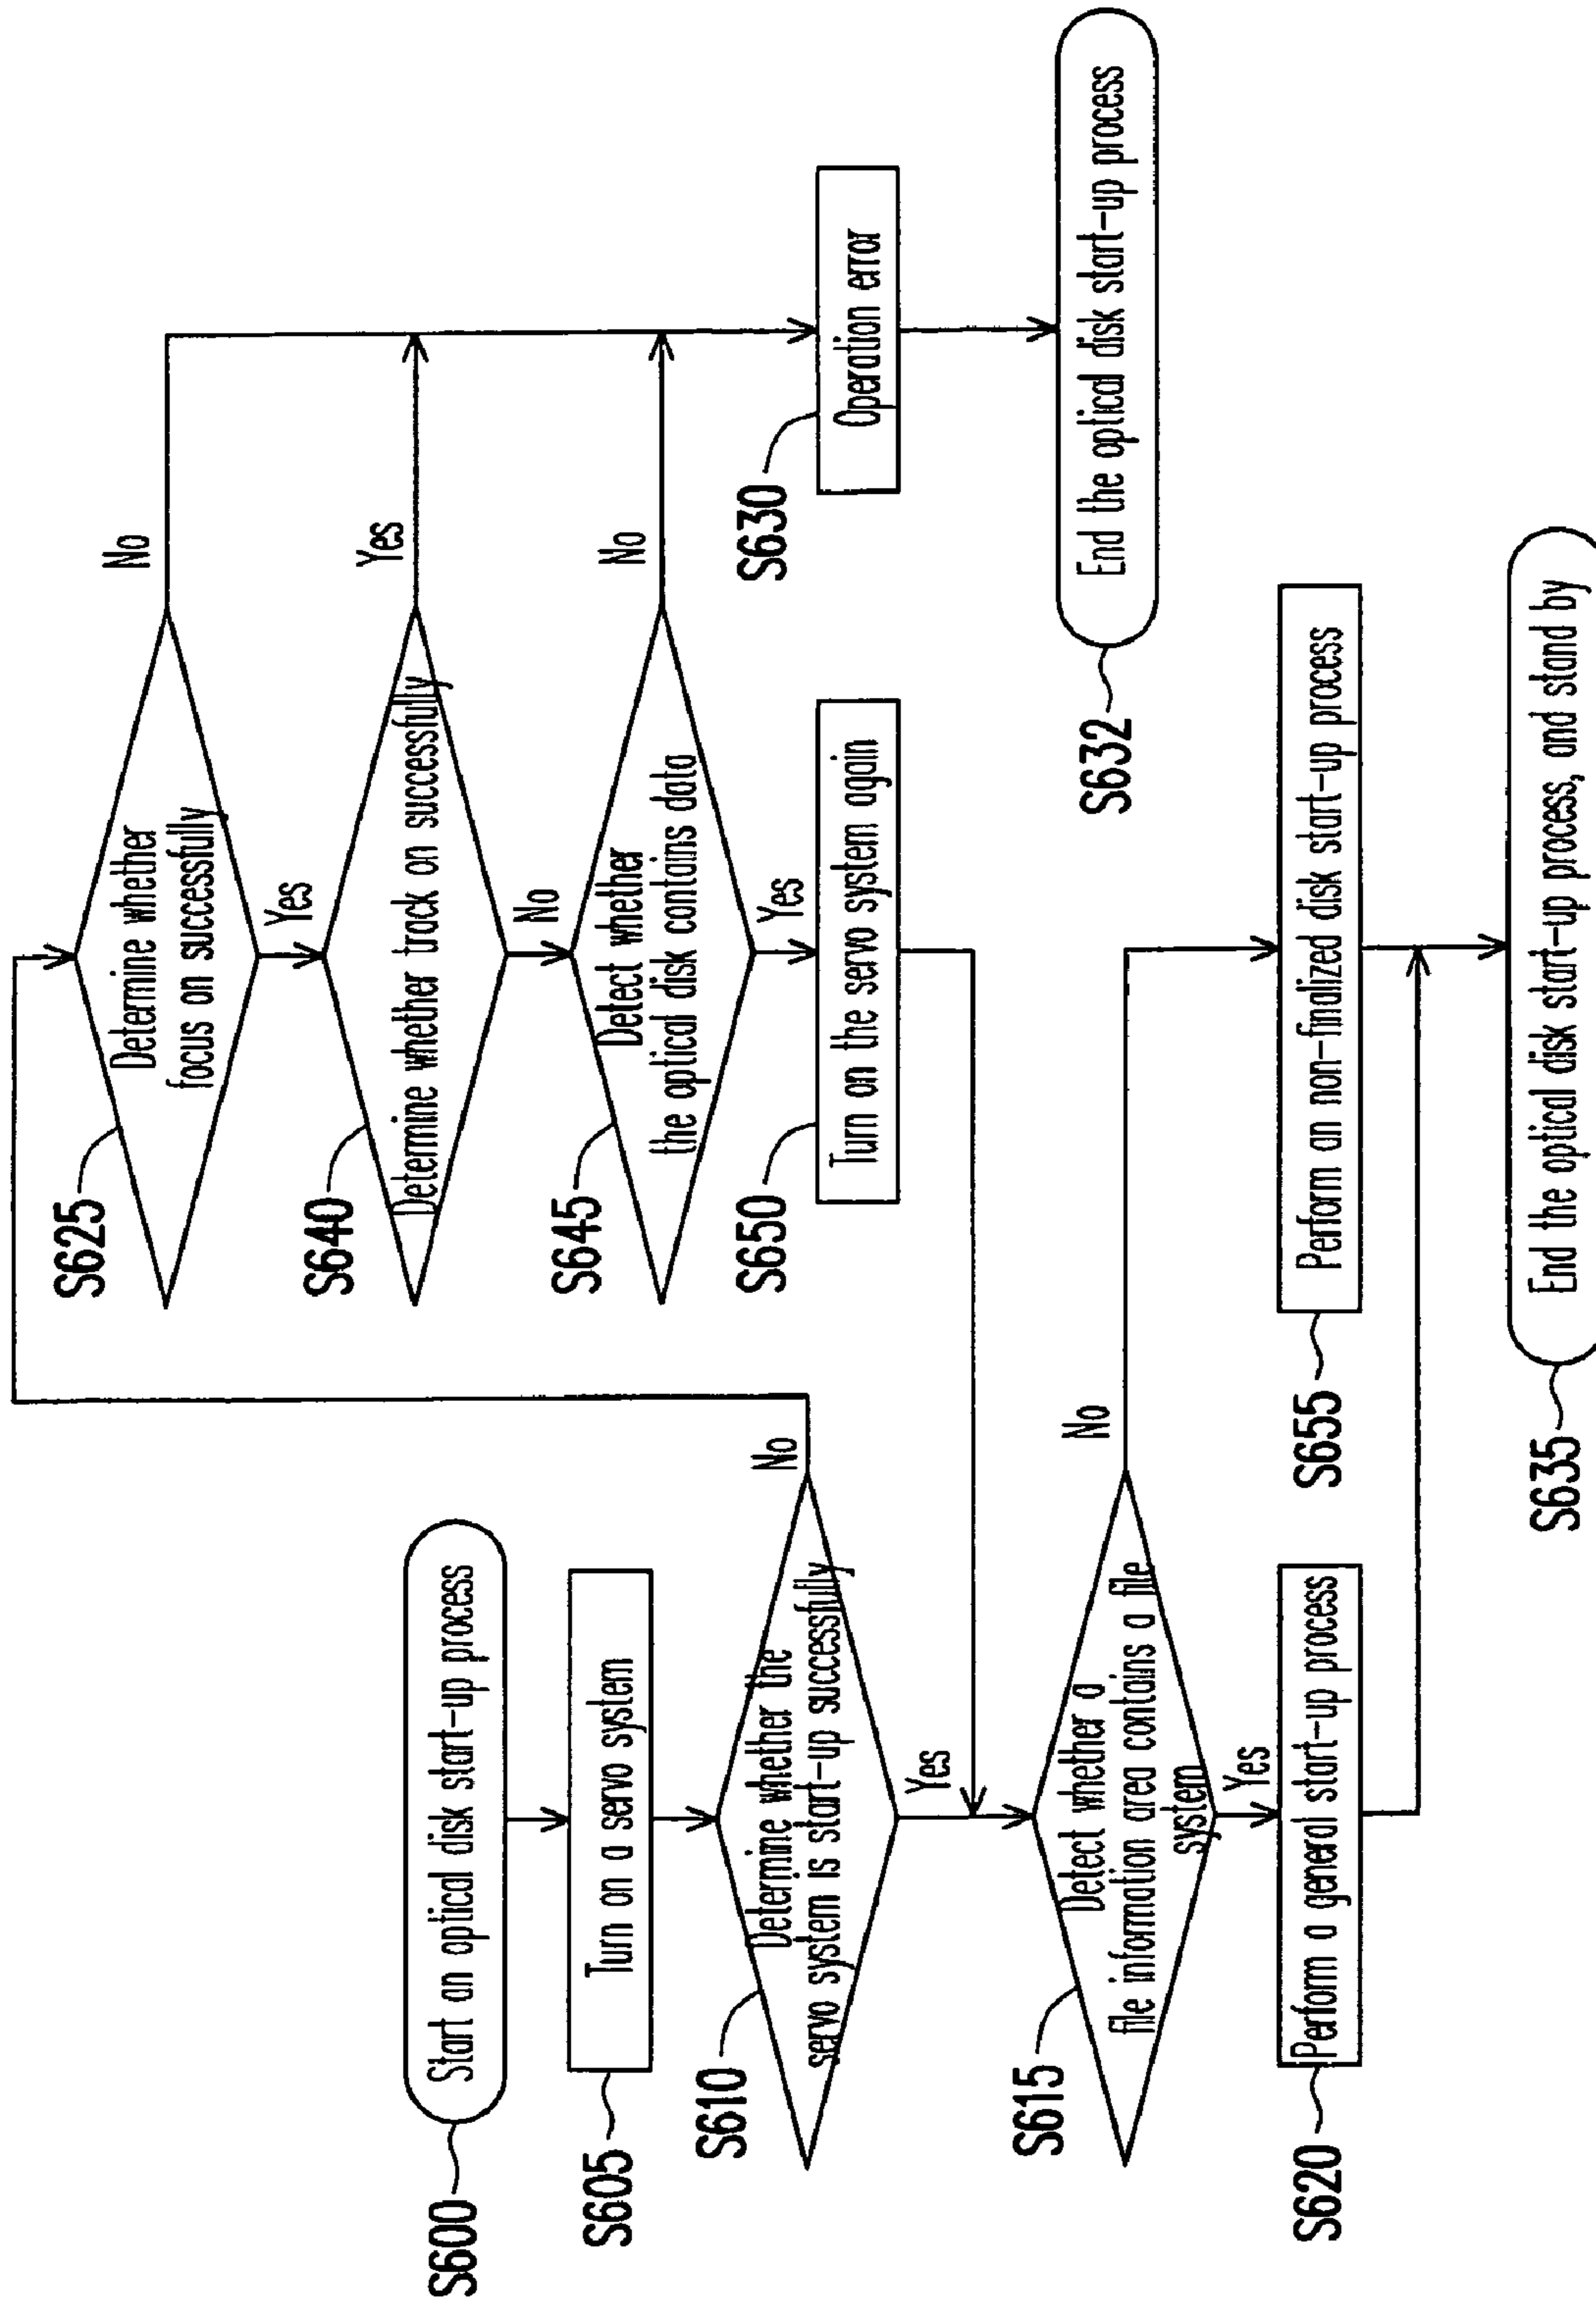 S600
Start an optical disk start-up process
S605
Turn on a servo system
S610
Determine whether the
servo system is start-up successfully
No
Yes
S615
Detect whether a
file information area contains a file
system
No
Yes
S620
Perform a general start-up process
S625
Determine whether
focus on successfully
No
Yes
S640
Determine whether track on successfully
Yes
No
S645
Detect whether
the optical disk contains data
No
Yes
S650
Turn on the servo system again
S630
Operation error
S632
End the optical disk start-up process
S655
Perform an non-finalized disk start-up process
S635
End the optical disk start-up process, and stand by